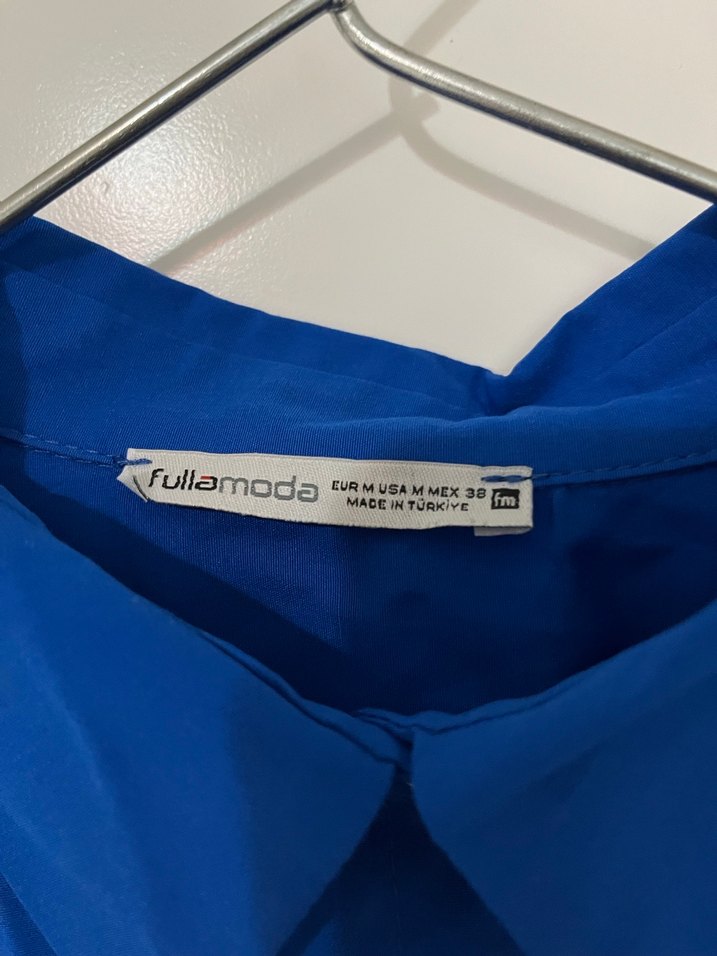 fullamoda
EUR M USA M MEX 38
MADE IN TÜRKİYE
fm